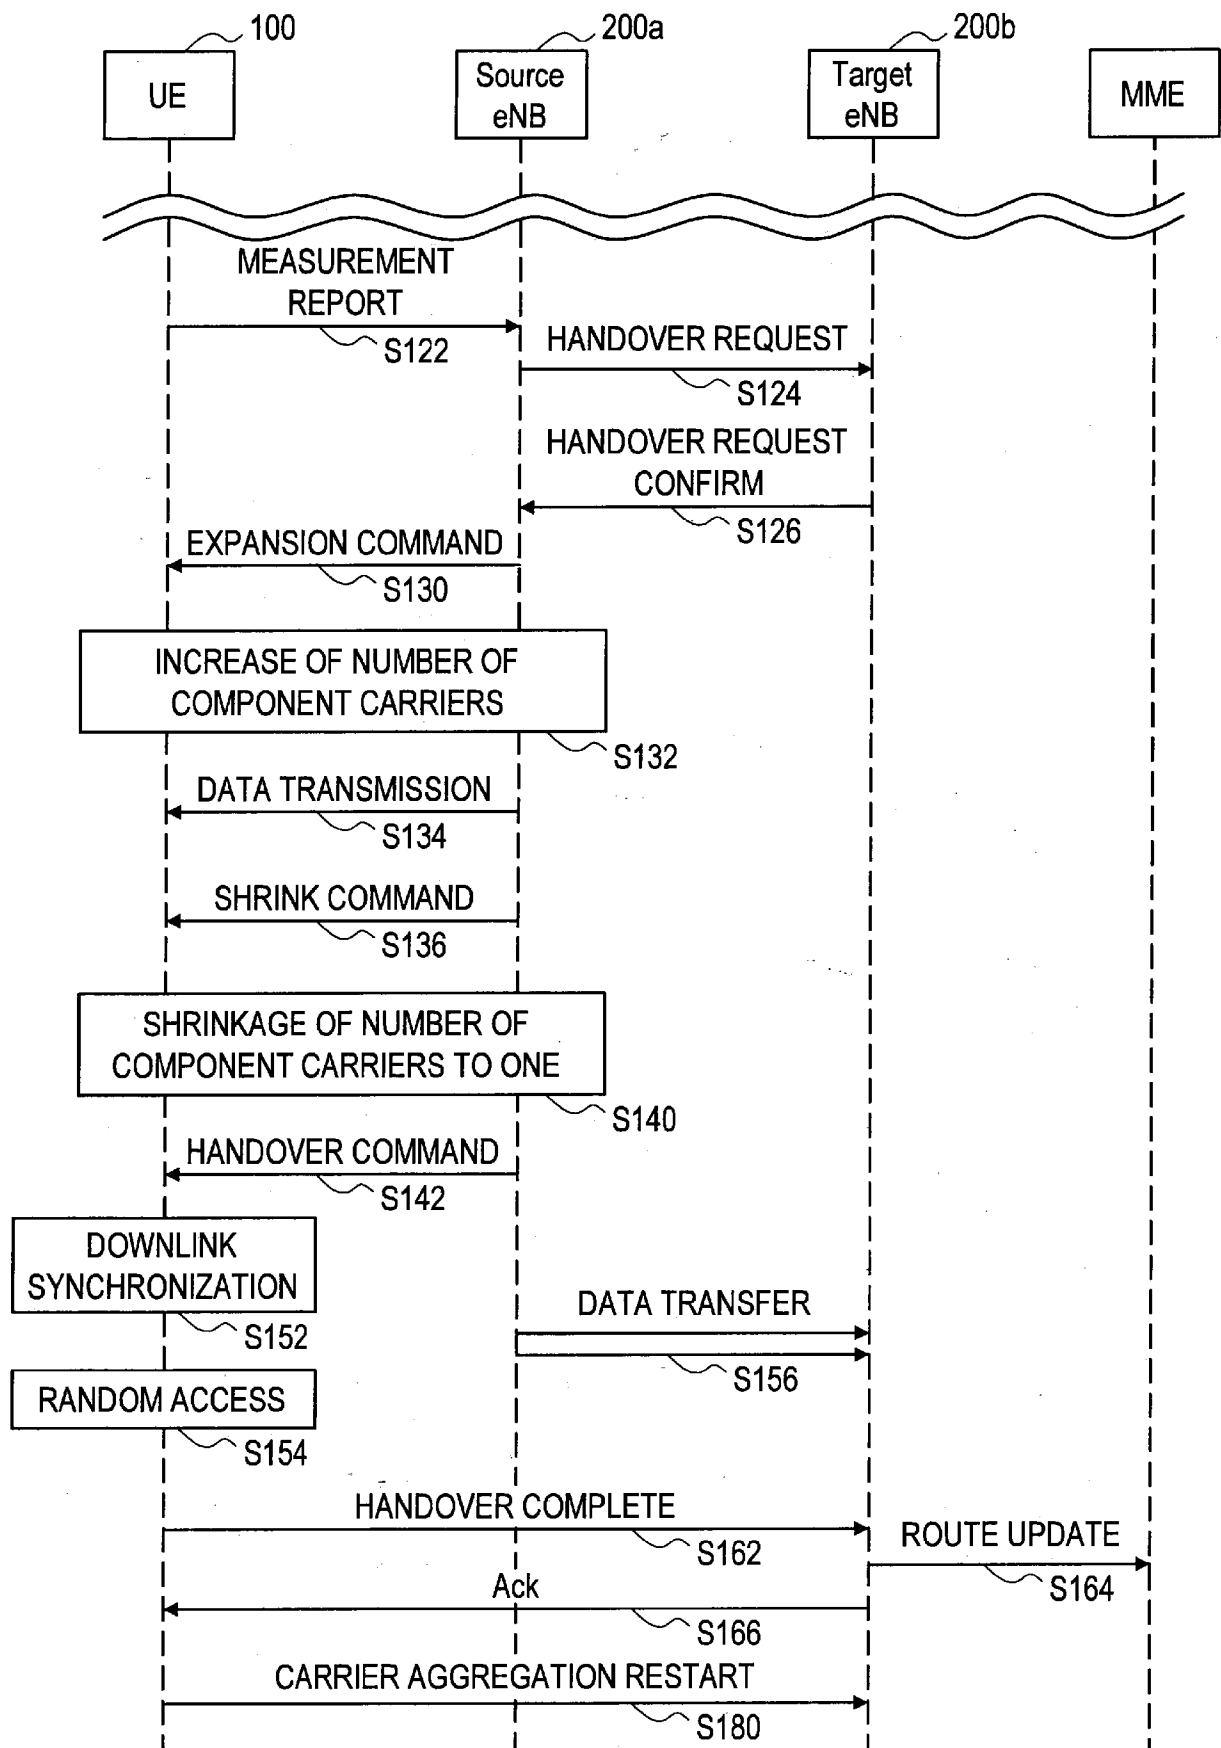 100
200a
200b
UE
Source
eNB
Target
eNB
MME
MEASUREMENT
REPORT
S122
HANDOVER REQUEST
S124
HANDOVER REQUEST
CONFIRM
S126
EXPANSION COMMAND
S130
INCREASE OF NUMBER OF
COMPONENT CARRIERS
S132
DATA TRANSMISSION
S134
SHRINK COMMAND
S136
SHRINKAGE OF NUMBER OF
COMPONENT CARRIERS TO ONE
S140
HANDOVER COMMAND
S142
DOWNLINK
SYNCHRONIZATION
S152
DATA TRANSFER
S156
RANDOM ACCESS
S154
HANDOVER COMPLETE
S162
ROUTE UPDATE
S164
Ack
S166
CARRIER AGGREGATION RESTART
S180